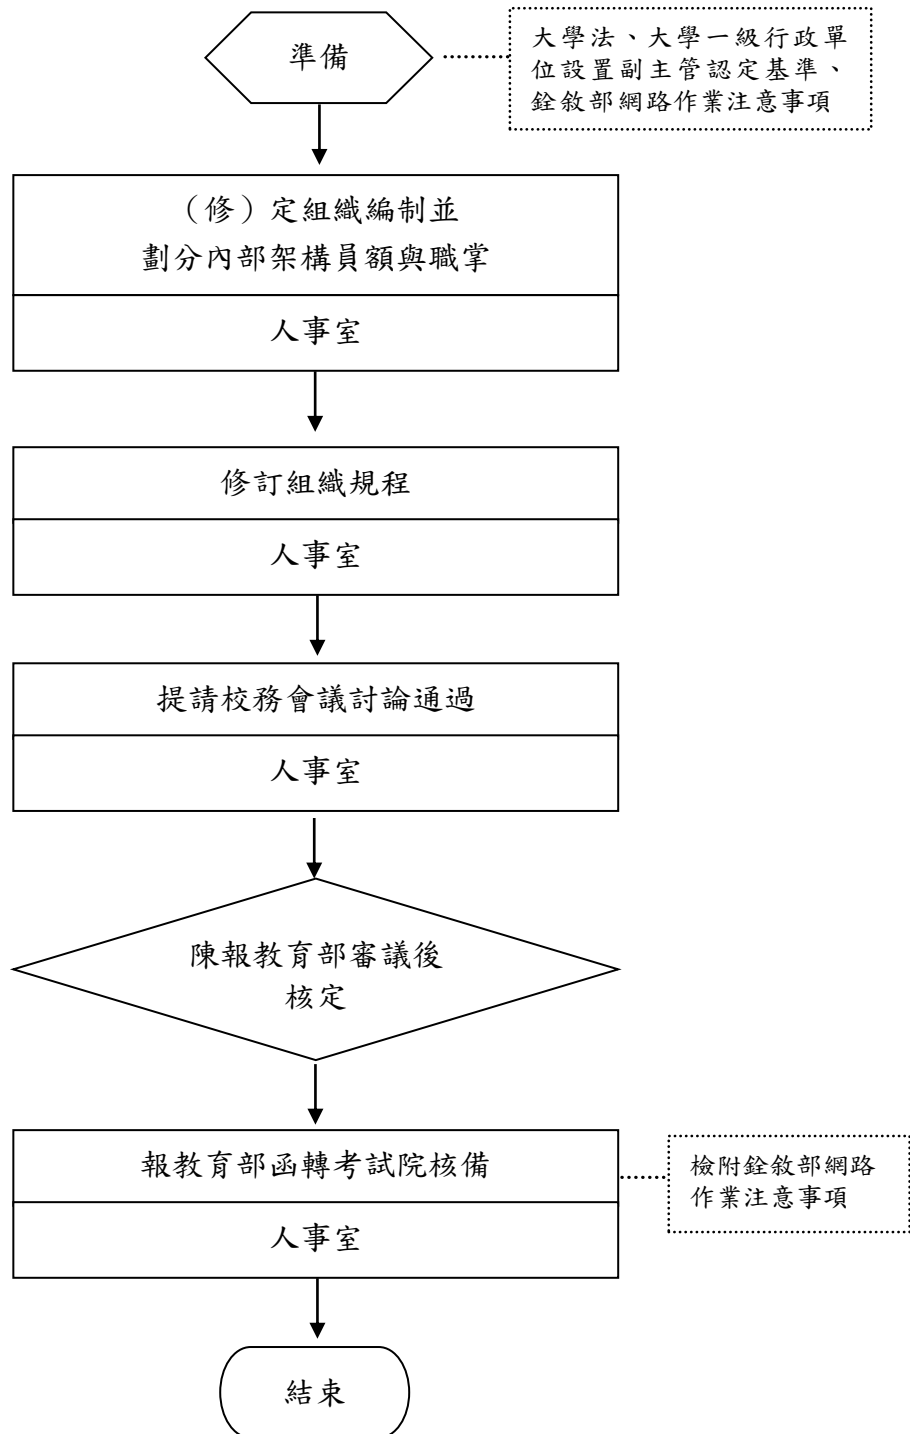 準備
大學法、大學一級行政單
位設置副主管認定基準、
銓敘部網路作業注意事項
（修）定組織編制並
劃分內部架構員額與職掌
人事室
修訂組織規程
人事室
提請校務會議討論通過
人事室
陳報教育部審議後
核定
報教育部函轉考試院核備
人事室
檢附銓敘部網路
作業注意事項
結束